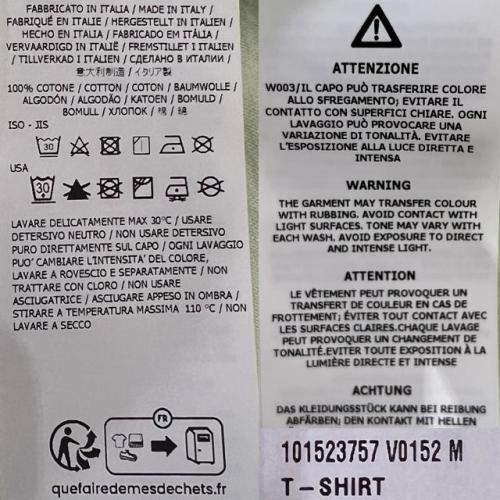 FABBRICATO IN ITALIA / MADE IN ITALY /
FABRIQUÉ EN ITALIE / HERGESTELLT IN ITALIEN /
HECHO EN ITALIA / FABRICADO EM ITÁLIA /
VERVAARDIGD IN ITALIË / FREMSTILLET I ITALIEN
/ TILLVERKAD I ITALIEN / СДЕЛАНО В ИТАЛИИ /
意大利制造 / イタリア製
100% COTONE / COTTON / COTON / BAUMWOLLE /
ALGODÓN / ALGODÃO / KATOEN / BOMULD /
BOMULL / ХЛОПОК / 棉 / 綿
ISO - JIS
30
USA
30
LAVARE DELICATAMENTE MAX 30°C / USARE
DETERSIVO NEUTRO / NON USARE DETERSIVO
PURO DIRETTAMENTE SUL CAPO / OGNI LAVAGGIO
PUO' CAMBIARE L'INTENSITA' DEL COLORE,
LAVARE A ROVESCIO E SEPARATAMENTE / NON
TRATTARE CON CLORO / NON USARE
ASCIUGATRICE / ASCIUGARE APPESO IN OMBRA /
STIRARE A TEMPERATURA MASSIMA 110 °C / NON
LAVARE A SECCO
FR
quefairedemesdechets.fr
ATTENZIONE
W003/IL CAPO PUÒ TRASFERIRE COLORE
ALLO SFREGAMENTO; EVITARE IL
CONTATTO CON SUPERFICI CHIARE. OGNI
LAVAGGIO PUÒ PROVOCARE UNA
VARIAZIONE DI TONALITÀ. EVITARE
L'ESPOSIZIONE ALLA LUCE DIRETTA E
INTENSA
WARNING
THE GARMENT MAY TRANSFER COLOUR
WITH RUBBING. AVOID CONTACT WITH
LIGHT SURFACES. TONE MAY VARY WITH
EACH WASH. AVOID EXPOSURE TO DIRECT
AND INTENSE LIGHT.
ATTENTION
LE VÊTEMENT PEUT PROVOQUER UN
TRANSFERT DE COULEUR EN CAS DE
FROTTEMENT; ÉVITER TOUT CONTACT AVEC
LES SURFACES CLAIRES.CHAQUE LAVAGE
PEUT PROVOQUER UN CHANGEMENT DE
TONALITÉ.EVITER TOUTE EXPOSITION À LA
LUMIÈRE DIRECTE ET INTENSE
ACHTUNG
DAS KLEIDUNGSSTÜCK KANN BEI REIBUNG
ABFÄRBEN; DEN KONTAKT MIT HELLEN
101523757 V0152 M
T-SHIRT